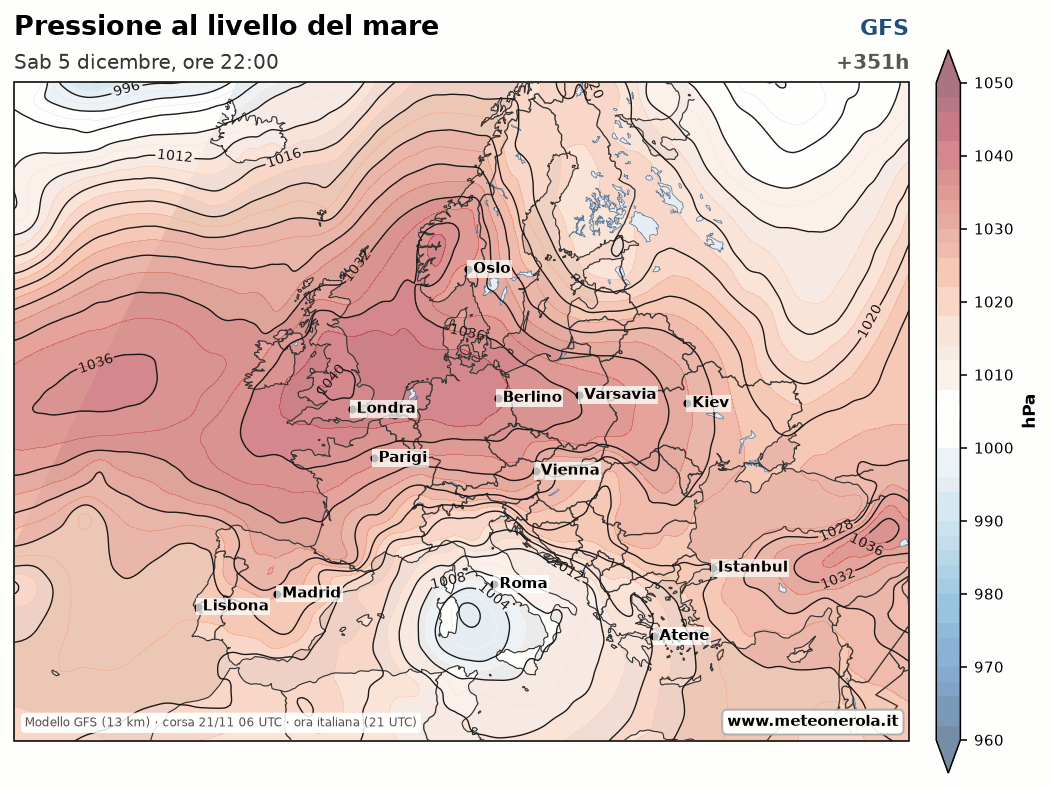 Pressione al livello del mare
GFS
Sab 5 dicembre, ore 22:00
+351h
996
1012
1016
1032
Oslo
1036
1020
1036
1040
Londra
Berlino
Varsavia
Kiev
Parigi
Vienna
1028
1036
1032
Istanbul
1008
1004
Roma
Madrid
Lisbona
Atene
Modello GFS (13 km) · corsa 21/11 06 UTC · ora italiana (21 UTC)
www.meteonerola.it
1050
1040
1030
1020
1010
1000
990
980
970
960
hPa